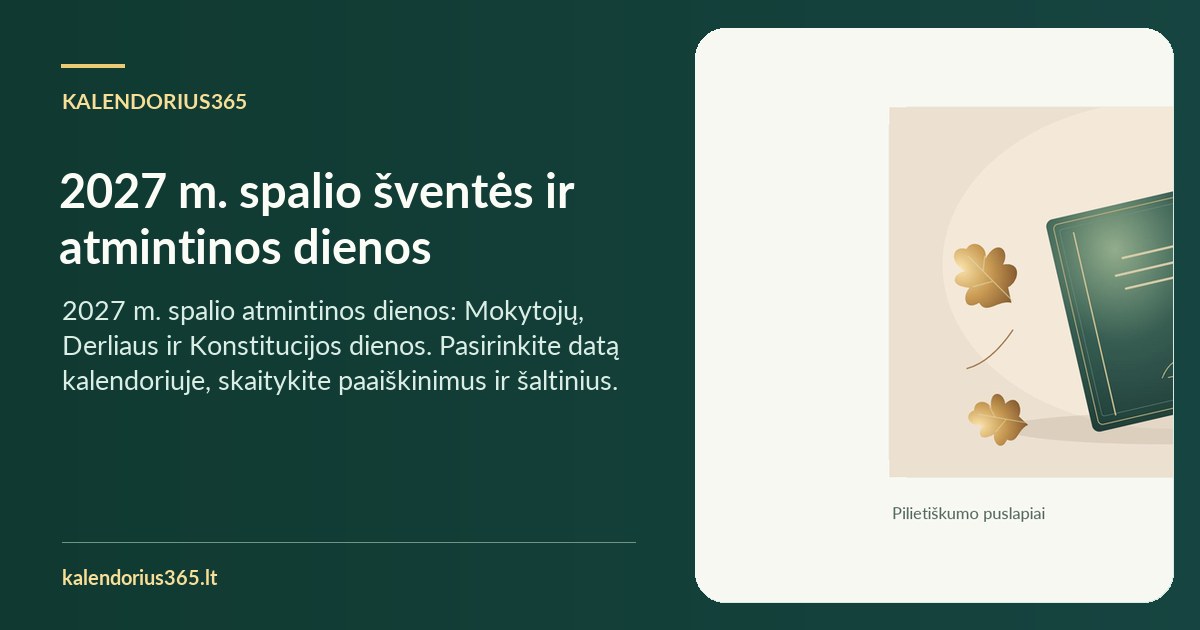 KALENDORIUS365
2027 m. spalio šventės ir
atmintinos dienos
2027 m. spalio atmintinos dienos: Mokytojų,
Derliaus ir Konstitucijos dienos. Pasirinkite datą
kalendoriuje, skaitykite paaiškinimus ir šaltinius.
kalendorius365.lt
Pilietiškumo puslapiai